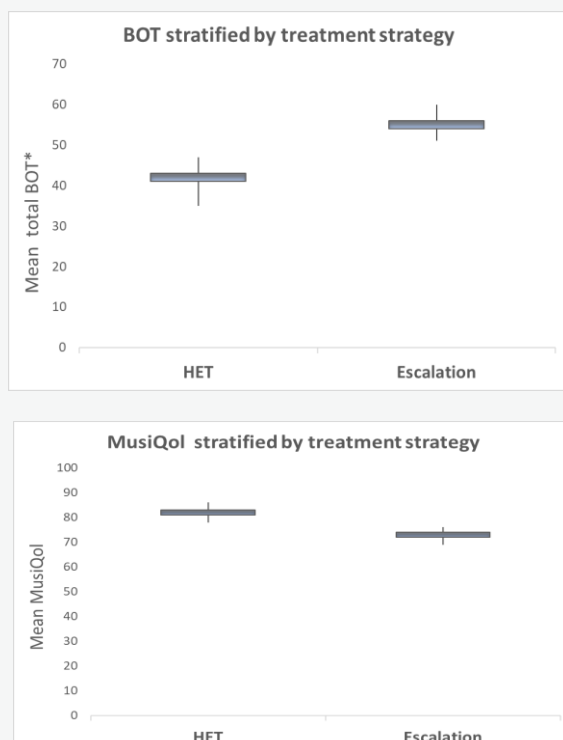 BOT stratified by treatment strategy
70
60
50
40
30
20
10
0
Mean total BOT*
HET
Escalation
MusiQol stratified by treatment strategy
100
90
80
70
60
50
40
30
20
10
0
Mean MusiQol
HET
Escalation